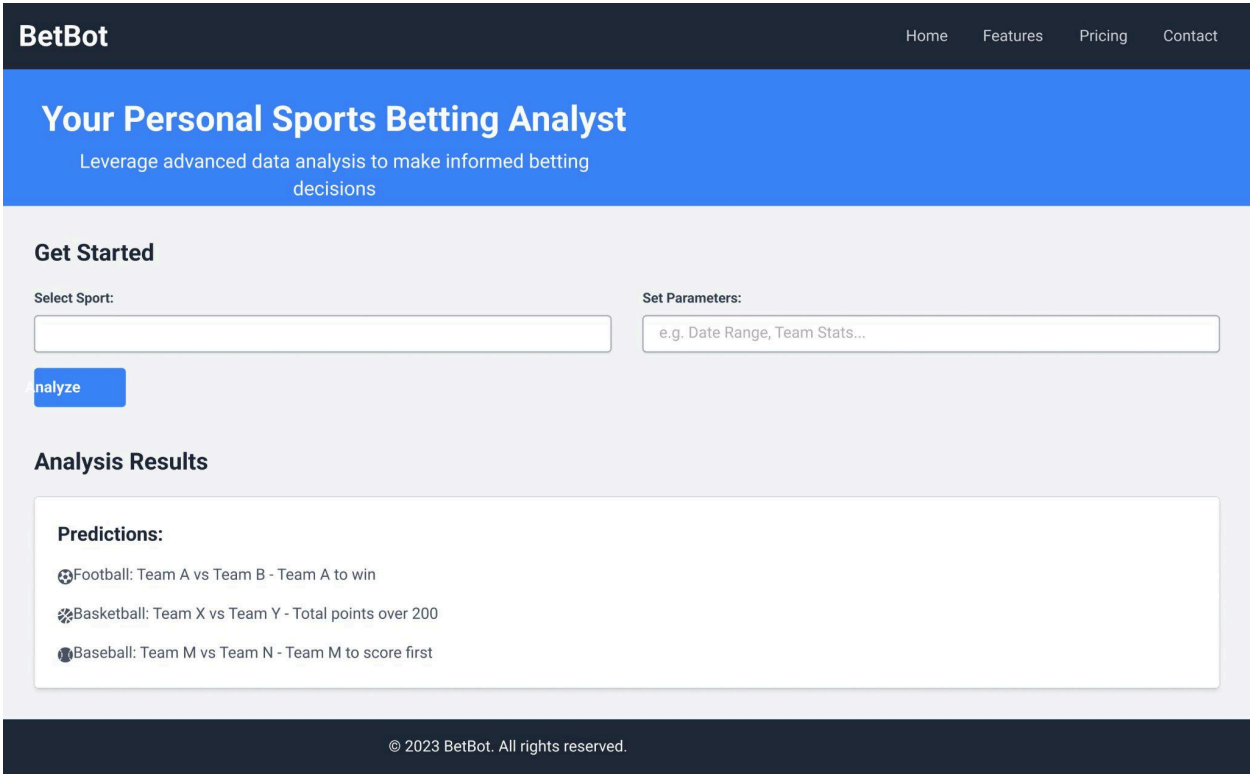 BetBot
Home Features Pricing Contact
Your Personal Sports Betting Analyst
Leverage advanced data analysis to make informed betting
decisions
Get Started
Select Sport: Set Parameters:
e.g. Date Range, Team Stats...
Analyze
Analysis Results
Predictions:
Football: Team A vs Team B - Team A to win
Basketball: Team X vs Team Y - Total points over 200
Baseball: Team M vs Team N - Team M to score first
© 2023 BetBot. All rights reserved.